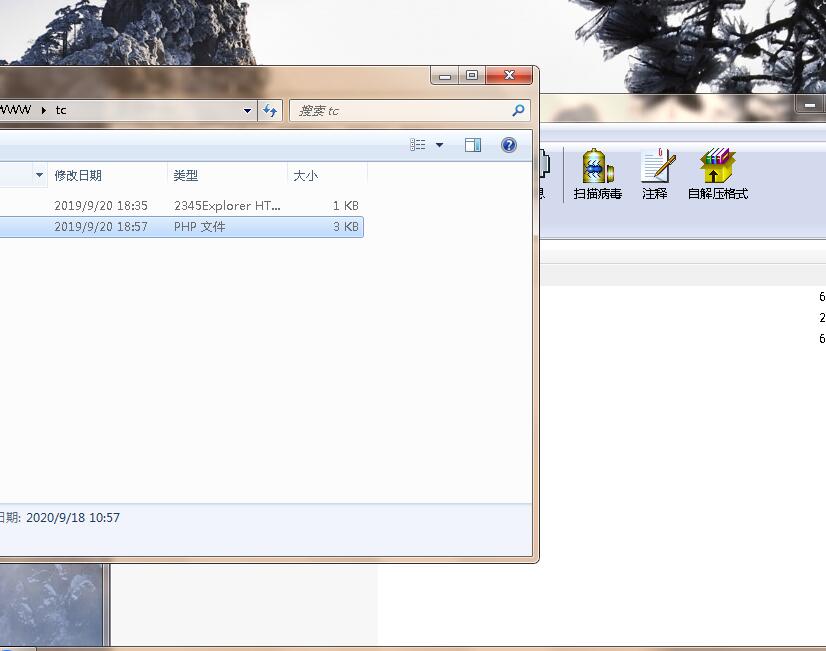 WWW ▸ tc
搜索 tc
修改日期 类型 大小
2019/9/20 18:35 2345Explorer HT... 1 KB
2019/9/20 18:57 PHP 文件 3 KB
日期: 2020/9/18 10:57
扫描病毒 注释 自解压格式
6
2
6